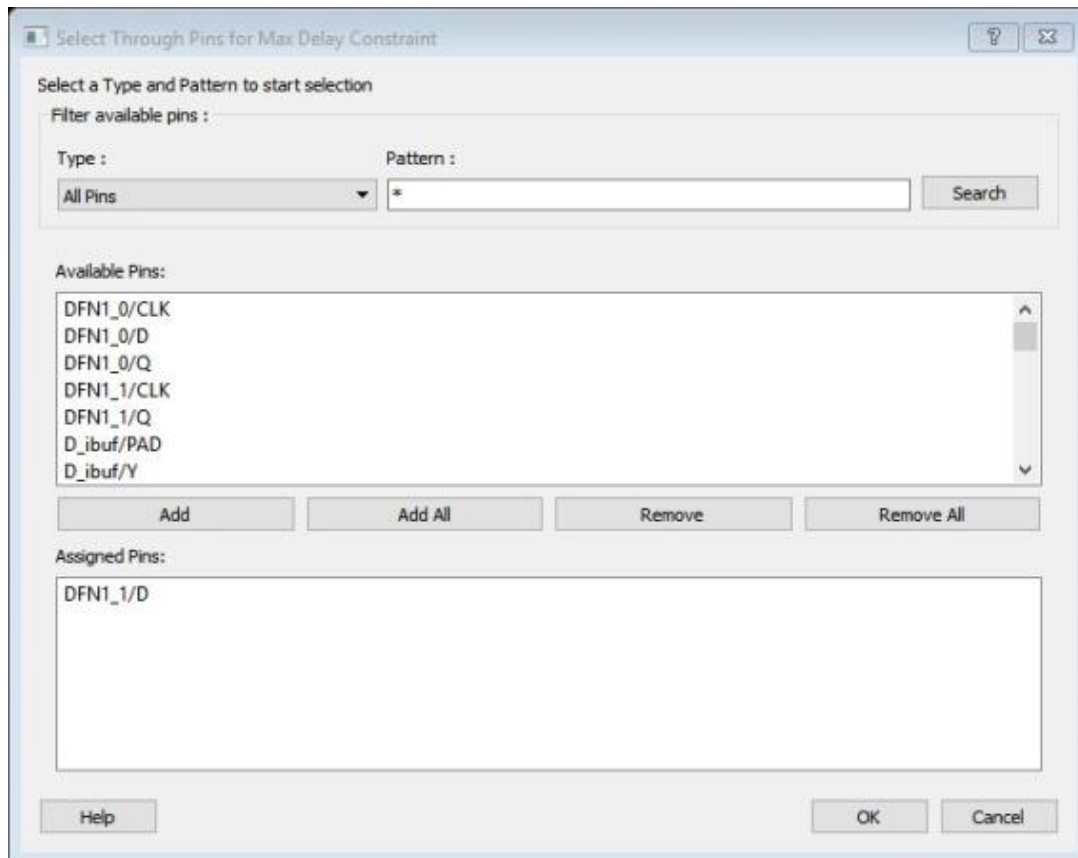 Select Through Pins for Max Delay Constraint
Select a Type and Pattern to start selection
Filter available pins :
Type :
Pattern :
All Pins
*
Search
Available Pins:
DFN1_0/CLK
DFN1_0/D
DFN1_0/Q
DFN1_1/CLK
DFN1_1/Q
D_ibuf/PAD
D_ibuf/Y
Add
Add All
Remove
Remove All
Assigned Pins:
DFN1_1/D
Help
OK
Cancel